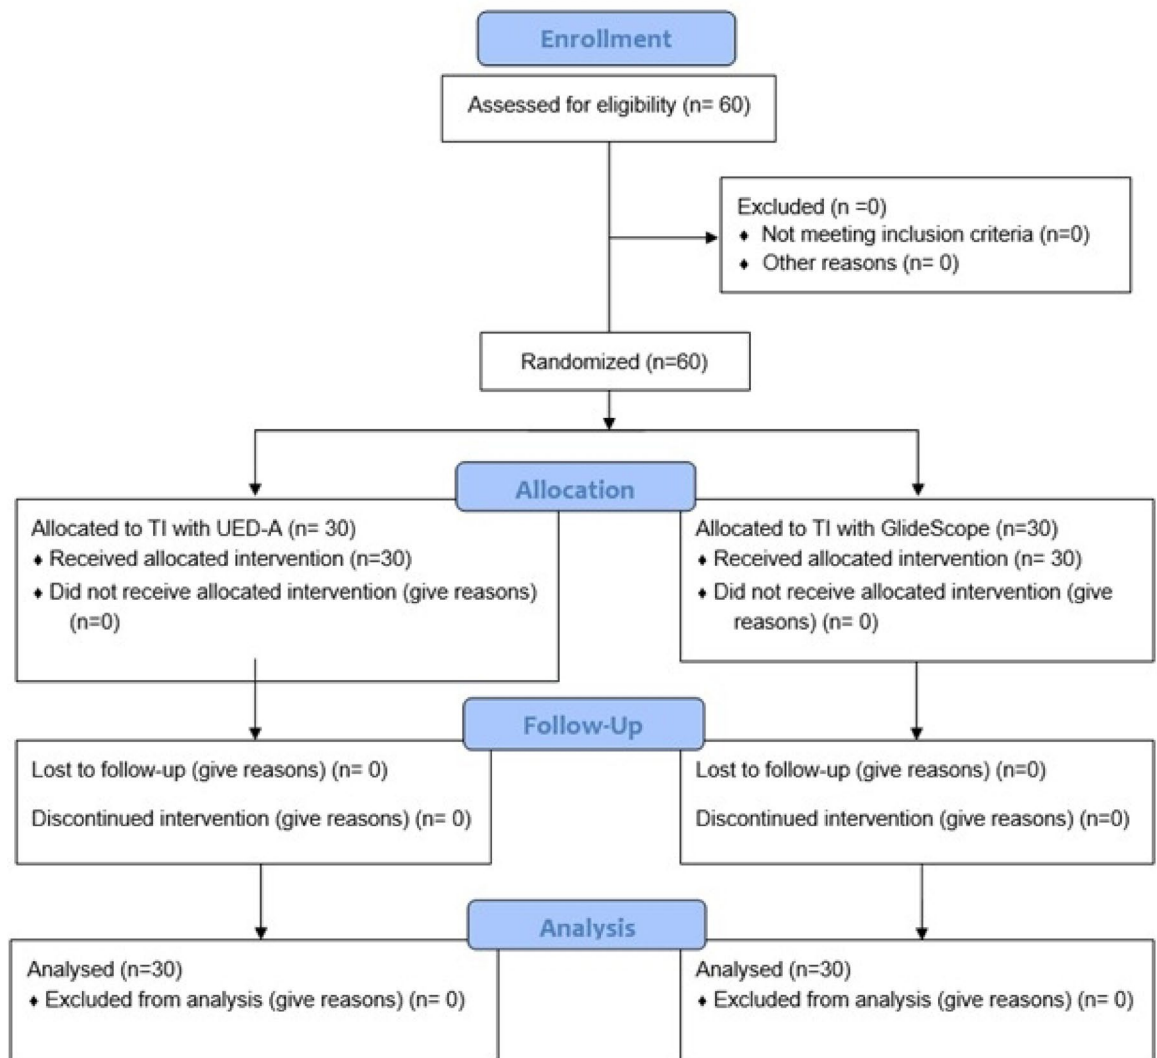 Enrollment
Assessed for eligibility (n= 60)
Excluded (n =0)
♦ Not meeting inclusion criteria (n=0)
♦ Other reasons (n= 0)
Randomized (n=60)
Allocation
Allocated to TI with UED-A (n= 30)
♦ Received allocated intervention (n=30)
♦ Did not receive allocated intervention (give reasons)
(n=0)
Allocated to TI with GlideScope (n=30)
♦ Received allocated intervention (n= 30)
♦ Did not receive allocated intervention (give
reasons) (n= 0)
Follow-Up
Lost to follow-up (give reasons) (n= 0)
Discontinued intervention (give reasons) (n= 0)
Lost to follow-up (give reasons) (n=0)
Discontinued intervention (give reasons) (n=0)
Analysis
Analysed (n=30)
♦ Excluded from analysis (give reasons) (n= 0)
Analysed (n=30)
♦ Excluded from analysis (give reasons) (n= 0)